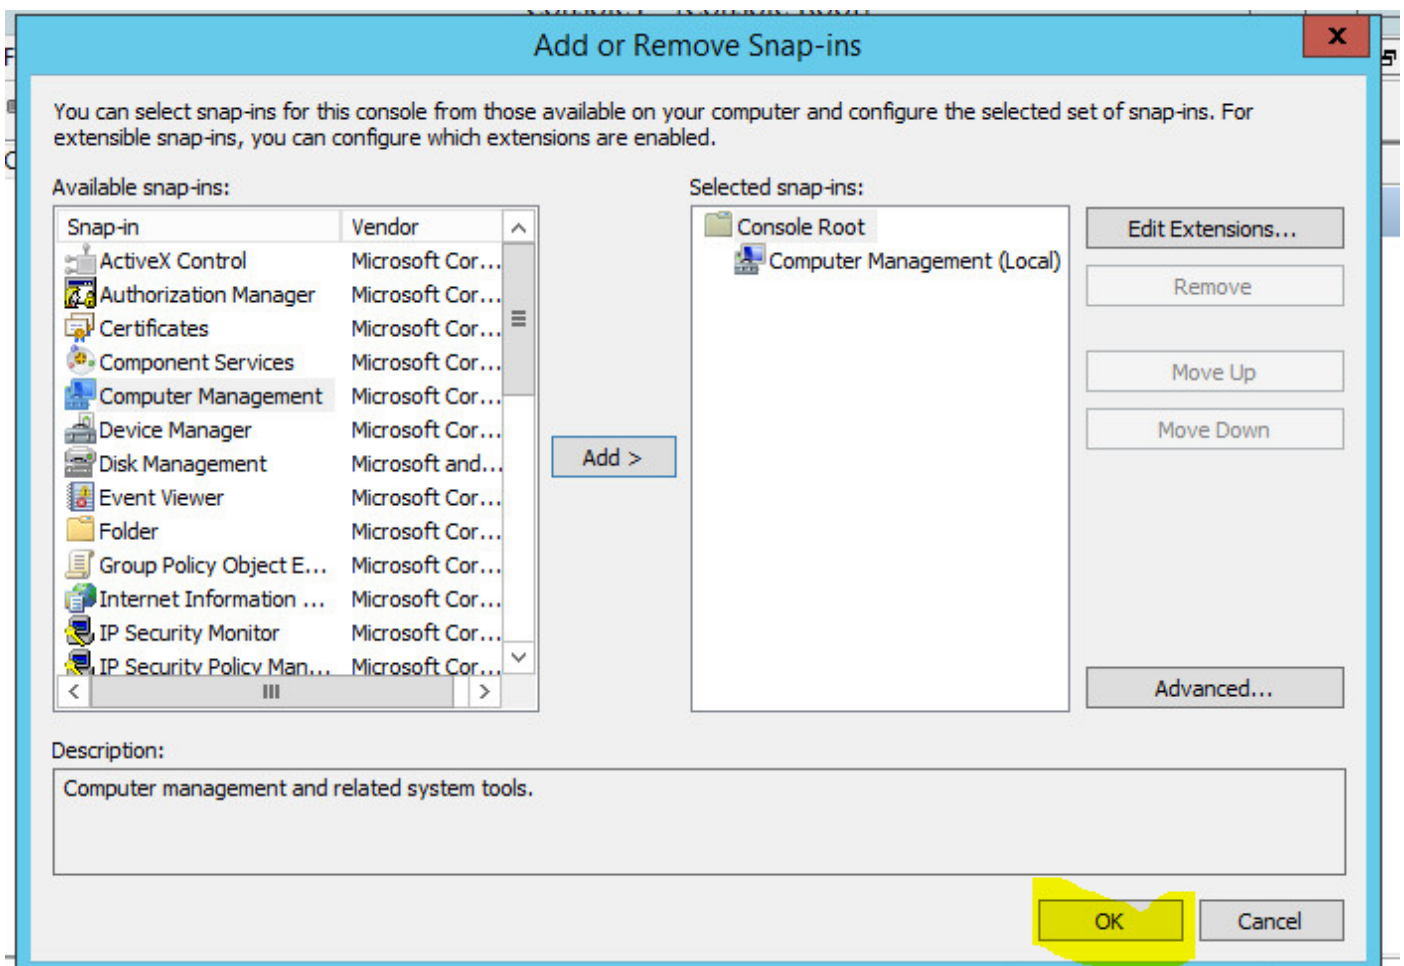 Add or Remove Snap-ins
X
You can select snap-ins for this console from those available on your computer and configure the selected set of snap-ins. For
extensible snap-ins, you can configure which extensions are enabled.
Available snap-ins:
Selected snap-ins:
Snap-in Vendor
ActiveX Control Microsoft Cor...
Authorization Manager Microsoft Cor...
Certificates Microsoft Cor...
Component Services Microsoft Cor...
Computer Management Microsoft Cor...
Device Manager Microsoft Cor...
Disk Management Microsoft and...
Event Viewer Microsoft Cor...
Folder Microsoft Cor...
Group Policy Object E... Microsoft Cor...
Internet Information ... Microsoft Cor...
IP Security Monitor Microsoft Cor...
IP Security Policy Man... Microsoft Cor...
Add >
Console Root
Computer Management (Local)
Edit Extensions...
Remove
Move Up
Move Down
Advanced...
Description:
Computer management and related system tools.
OK
Cancel